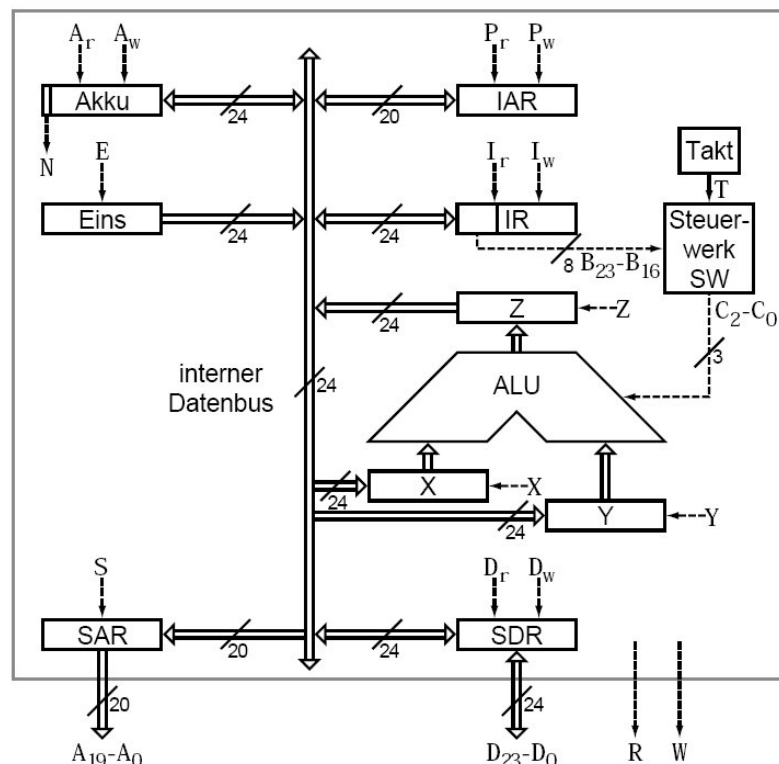 Ar Aw Pr Pw
Akku 24 20 IAR
N E Ir Iw Takt
T
Eins 24 24 IR Steuer-
8 B23-B16 werk
SW
24 Z Z C2-C0
3
interner 24 ALU
Datenbus
24 X X
24 Y Y
S Dr Dw
SAR 20 24 SDR
20 24
A19-A0 D23-D0 R W